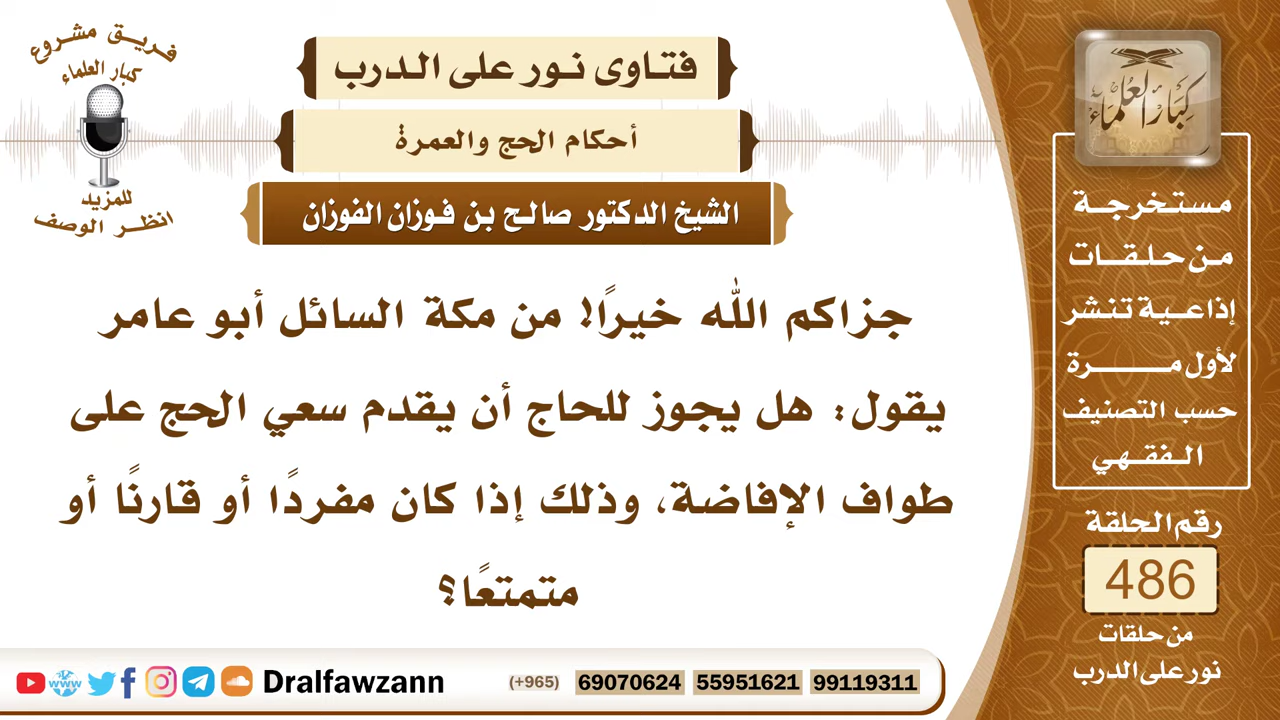 فريق مشروع
كبار العلماء
للمزيد
انظر الوصف
فتاوى نور على الدرب
أحكام الحج والعمرة
الشيخ الدكتور صالح بن فوزان الفوزان
جزاكم الله خيرًا! من مكة السائل أبو عامر
يقول: هل يجوز للحاج أن يقدم سعي الحج على
طواف الإفاضة، وذلك إذا كان مفردًا أو قارنًا أو
متمتعًا؟
كبار العلماء
مستخرجة
من حلقات
إذاعية تنشر
لأول مرة
حسب التصنيف
الفقهي
رقم الحلقة
486
من حلقات
نور على الدرب
www
Dralfawzann
(+965) 69070624 55951621 99119311